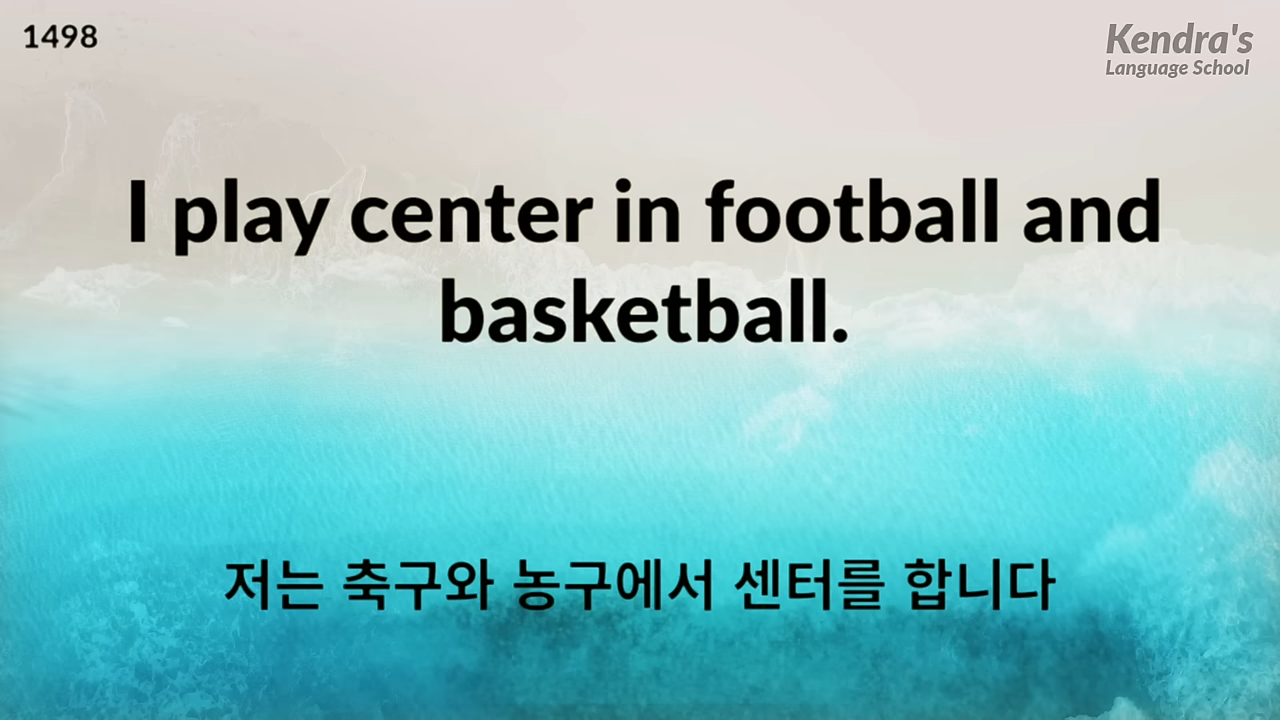 1498
Kendra's
Language School
I play center in football and
basketball.
저는 축구와 농구에서 센터를 합니다